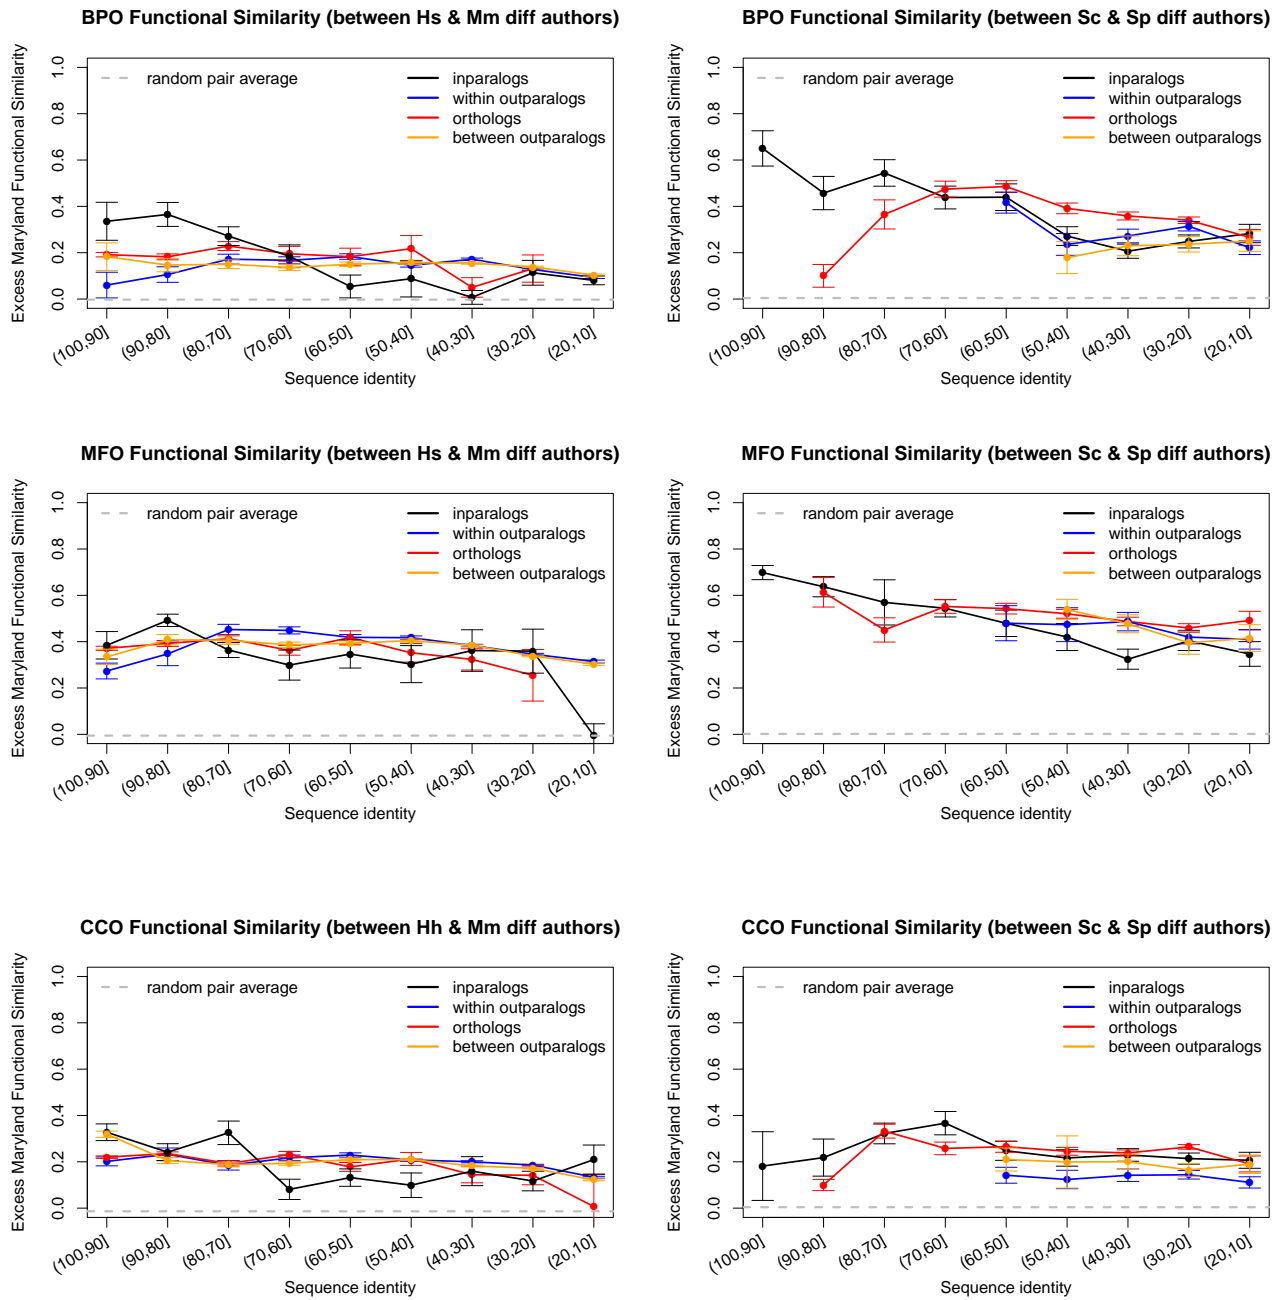 BPO Functional Similarity (between Hs & Mm diff authors)
Excess Maryland Functional Similarity
1.0
0.8
0.6
0.4
0.2
0.0
random pair average
inparalogs
within outparalogs
orthologs
between outparalogs
(100,90]
(90,80]
(80,70]
(70,60]
(60,50]
(50,40]
(40,30]
(30,20]
(20,10]
Sequence identity
BPO Functional Similarity (between Sc & Sp diff authors)
Excess Maryland Functional Similarity
1.0
0.8
0.6
0.4
0.2
0.0
random pair average
inparalogs
within outparalogs
orthologs
between outparalogs
(100,90]
(90,80]
(80,70]
(70,60]
(60,50]
(50,40]
(40,30]
(30,20]
(20,10]
Sequence identity
MFO Functional Similarity (between Hs & Mm diff authors)
Excess Maryland Functional Similarity
1.0
0.8
0.6
0.4
0.2
0.0
random pair average
inparalogs
within outparalogs
orthologs
between outparalogs
(100,90]
(90,80]
(80,70]
(70,60]
(60,50]
(50,40]
(40,30]
(30,20]
(20,10]
Sequence identity
MFO Functional Similarity (between Sc & Sp diff authors)
Excess Maryland Functional Similarity
1.0
0.8
0.6
0.4
0.2
0.0
random pair average
inparalogs
within outparalogs
orthologs
between outparalogs
(100,90]
(90,80]
(80,70]
(70,60]
(60,50]
(50,40]
(40,30]
(30,20]
(20,10]
Sequence identity
CCO Functional Similarity (between Hh & Mm diff authors)
Excess Maryland Functional Similarity
1.0
0.8
0.6
0.4
0.2
0.0
random pair average
inparalogs
within outparalogs
orthologs
between outparalogs
(100,90]
(90,80]
(80,70]
(70,60]
(60,50]
(50,40]
(40,30]
(30,20]
(20,10]
Sequence identity
CCO Functional Similarity (between Sc & Sp diff authors)
Excess Maryland Functional Similarity
1.0
0.8
0.6
0.4
0.2
0.0
random pair average
inparalogs
within outparalogs
orthologs
between outparalogs
(100,90]
(90,80]
(80,70]
(70,60]
(60,50]
(50,40]
(40,30]
(30,20]
(20,10]
Sequence identity